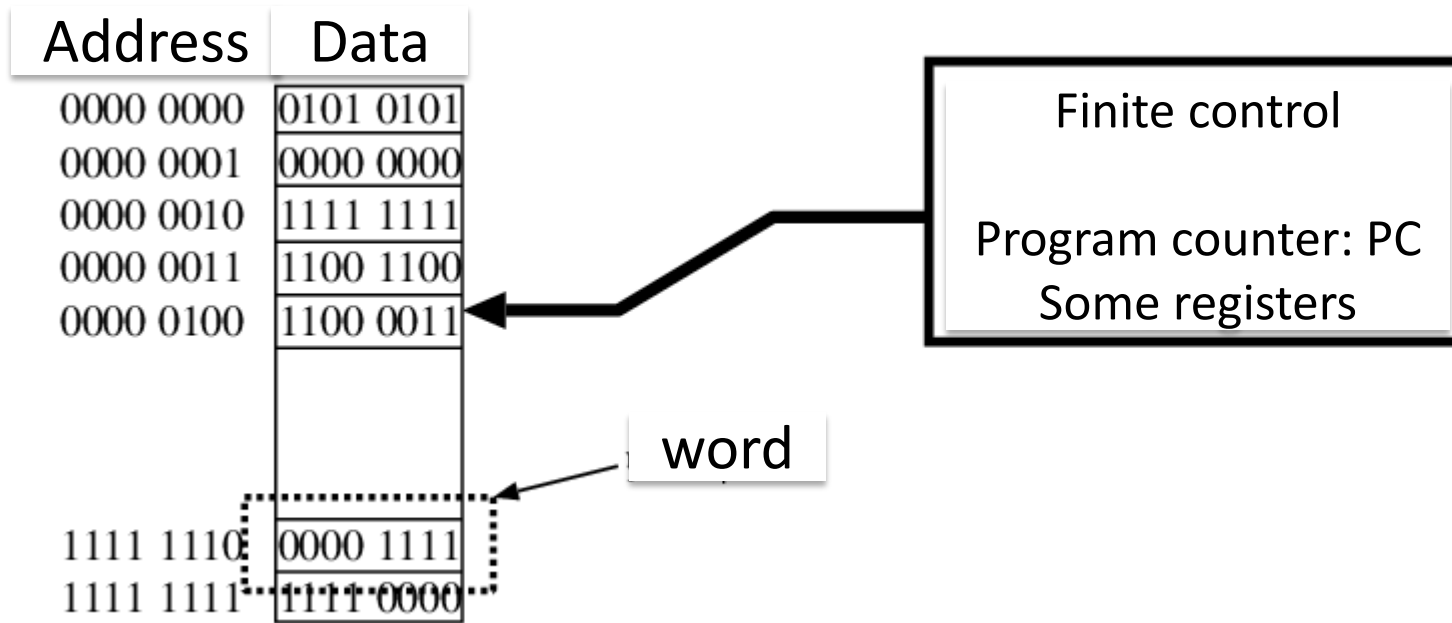 Address Data
0000 0000 0101 0101
0000 0001 0000 0000
0000 0010 1111 1111
0000 0011 1100 1100
0000 0100 1100 0011
Finite control
Program counter: PC
Some registers
word
1111 1110 0000 1111
1111 1111 1111 0000